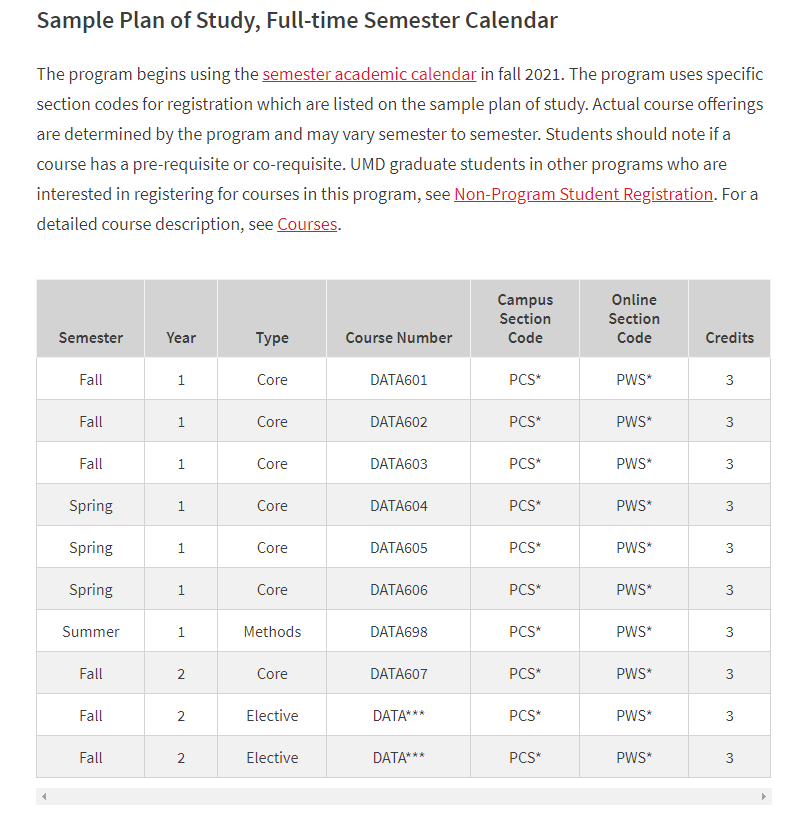 Sample Plan of Study, Full-time Semester Calendar
The program begins using the semester academic calendar in fall 2021. The program uses specific
section codes for registration which are listed on the sample plan of study. Actual course offerings
are determined by the program and may vary semester to semester. Students should note if a
course has a pre-requisite or co-requisite. UMD graduate students in other programs who are
interested in registering for courses in this program, see Non-Program Student Registration. For a
detailed course description, see Courses.
Semester Year Type Course Number Campus Section Code Online Section Code Credits
Fall 1 Core DATA601 PCS* PWS* 3
Fall 1 Core DATA602 PCS* PWS* 3
Fall 1 Core DATA603 PCS* PWS* 3
Spring 1 Core DATA604 PCS* PWS* 3
Spring 1 Core DATA605 PCS* PWS* 3
Spring 1 Core DATA606 PCS* PWS* 3
Summer 1 Methods DATA698 PCS* PWS* 3
Fall 2 Core DATA607 PCS* PWS* 3
Fall 2 Elective DATA*** PCS* PWS* 3
Fall 2 Elective DATA*** PCS* PWS* 3